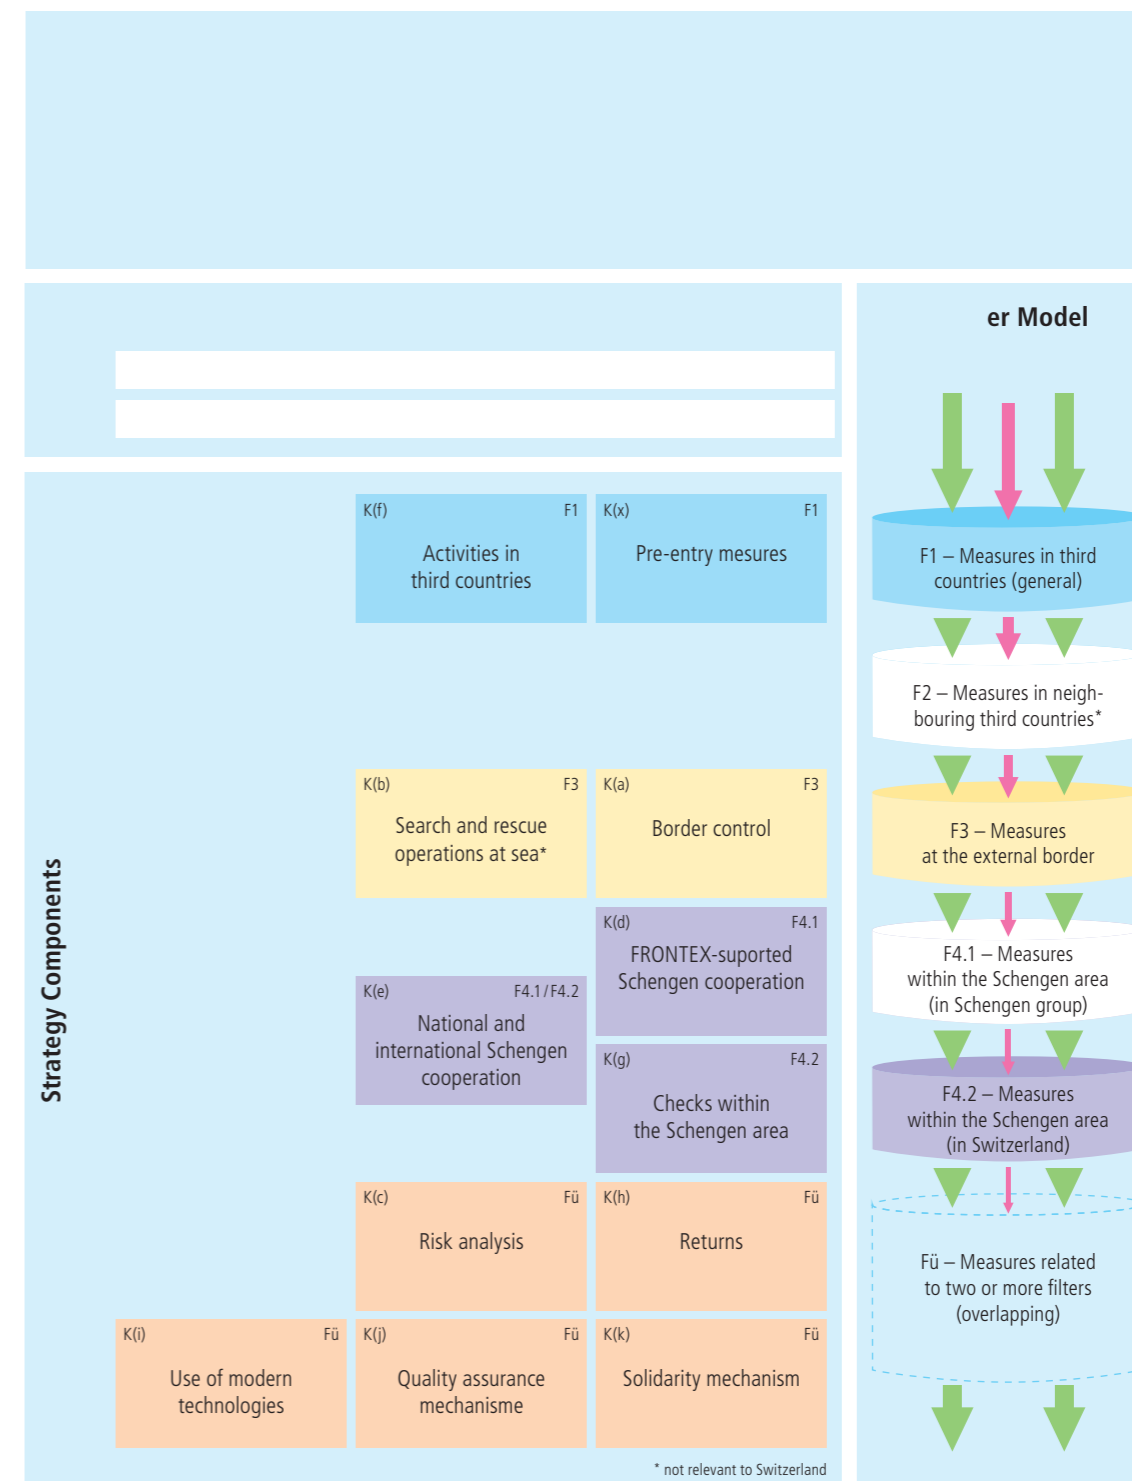 er Model
Strategy Components
K(f) F1
Activities in
third countries
K(x) F1
Pre-entry mesures
K(b) F3
Search and rescue
operations at sea*
K(a) F3
Border control
K(d) F4.1
FRONTEX-suported
Schengen cooperation
K(e) F4.1/F4.2
National and
international Schengen
cooperation
K(g) F4.2
Checks within
the Schengen area
K(c) Fü
Risk analysis
K(h) Fü
Returns
K(i) Fü
Use of modern
technologies
K(j) Fü
Quality assurance
mechanisme
K(k) Fü
Solidarity mechanism
* not relevant to Switzerland
F1 – Measures in third
countries (general)
F2 – Measures in neigh-
bouring third countries*
F3 – Measures
at the external border
F4.1 – Measures
within the Schengen area
(in Schengen group)
F4.2 – Measures
within the Schengen area
(in Switzerland)
Fü – Measures related
to two or more filters
(overlapping)